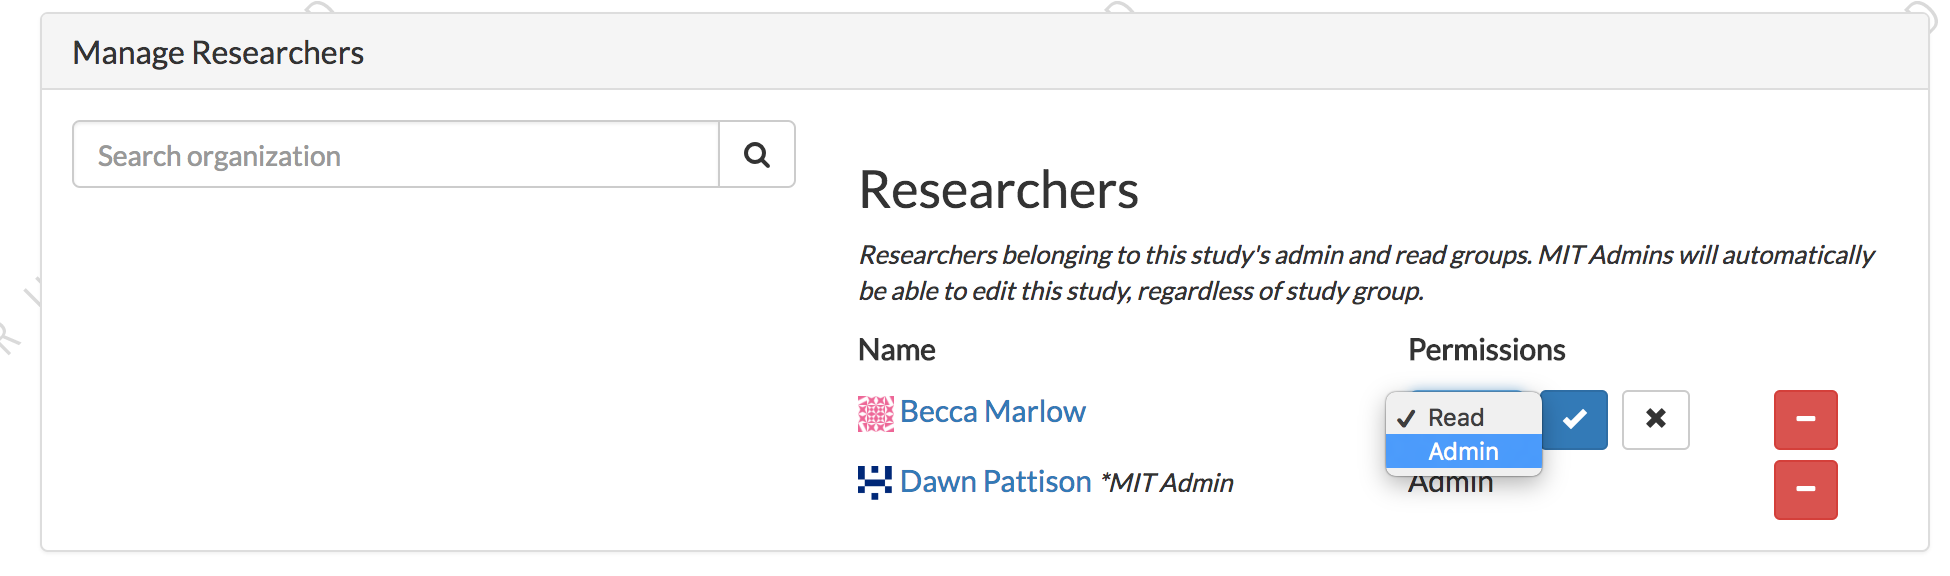 Manage Researchers
Search organization
Researchers
Researchers belonging to this study's admin and read groups. MIT Admins will automatically
be able to edit this study, regardless of study group.
Name Permissions
Becca Marlow Read
Admin
Dawn Pattison *MIT Admin Admin